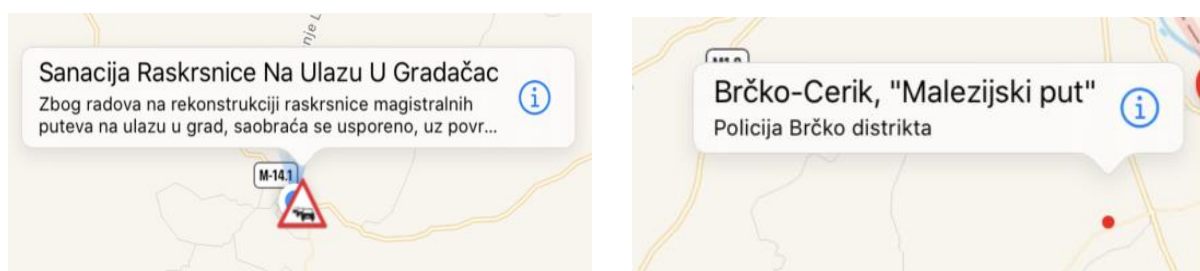 nje L
Sanacija Raskrsnice Na Ulazu U Gradačac
Zbog radova na rekonstrukciji raskrsnice magistralnih
puteva na ulazu u grad, saobraća se usporeno, uz povr...
M-14.1
Brčko-Cerik, "Malezijski put"
Policija Brčko distrikta